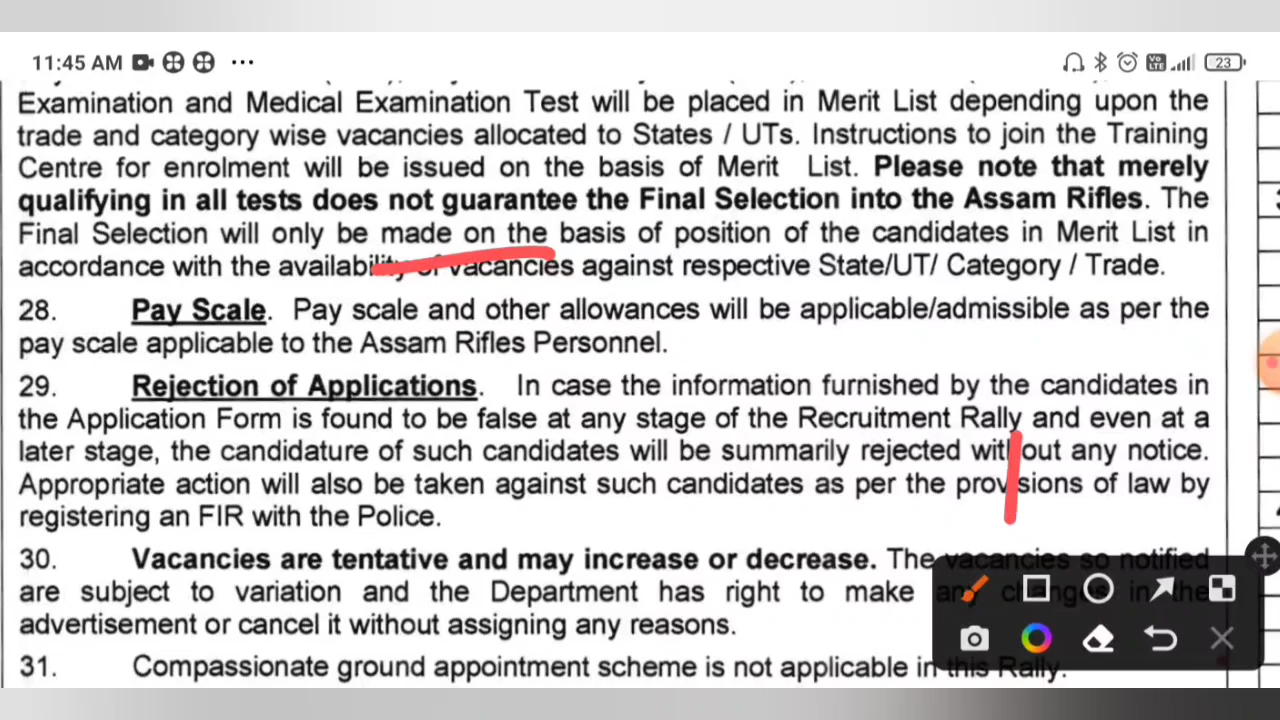 11:45 AM ...
23
Examination and Medical Examination Test will be placed in Merit List depending upon the
trade and category wise vacancies allocated to States / UTs. Instructions to join the Training
Centre for enrolment will be issued on the basis of Merit List. Please note that merely
qualifying in all tests does not guarantee the Final Selection into the Assam Rifles. The
Final Selection will only be made on the basis of position of the candidates in Merit List in
accordance with the availability of vacancies against respective State/UT/ Category / Trade.
28. Pay Scale. Pay scale and other allowances will be applicable/admissible as per the
pay scale applicable to the Assam Rifles Personnel.
29. Rejection of Applications. In case the information furnished by the candidates in
the Application Form is found to be false at any stage of the Recruitment Rally and even at a
later stage, the candidature of such candidates will be summarily rejected without any notice.
Appropriate action will also be taken against such candidates as per the provisions of law by
registering an FIR with the Police.
30. Vacancies are tentative and may increase or decrease. The vacancies so notified
are subject to variation and the Department has right to make any changes in the
advertisement or cancel it without assigning any reasons.
31. Compassionate ground appointment scheme is not applicable in this Rally.